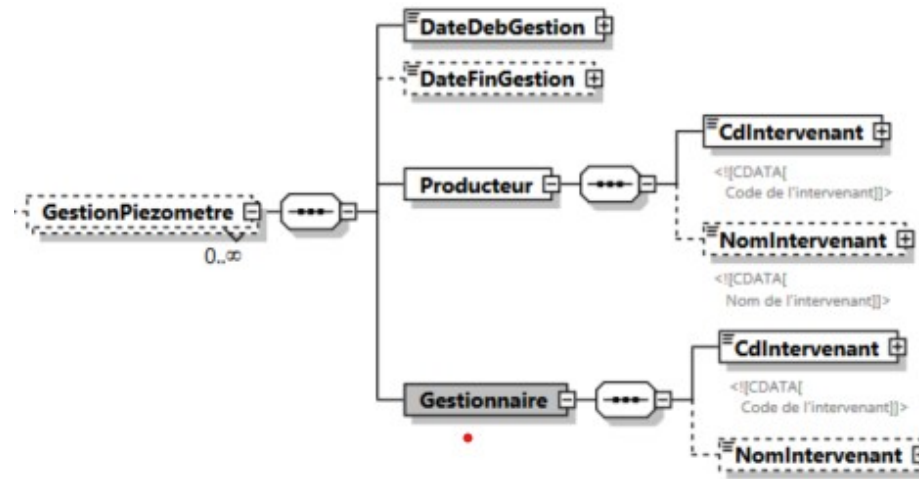 DateDebGestion
DateFinGestion
CdIntervenant
<![CDATA[
Code de l'intervenant]]>
Producteur
GestionPiezometre
0..∞
NomIntervenant
<![CDATA[
Nom de l'intervenant]]>
CdIntervenant
<![CDATA[
Code de l'intervenant]]>
Gestionnaire
NomIntervenant